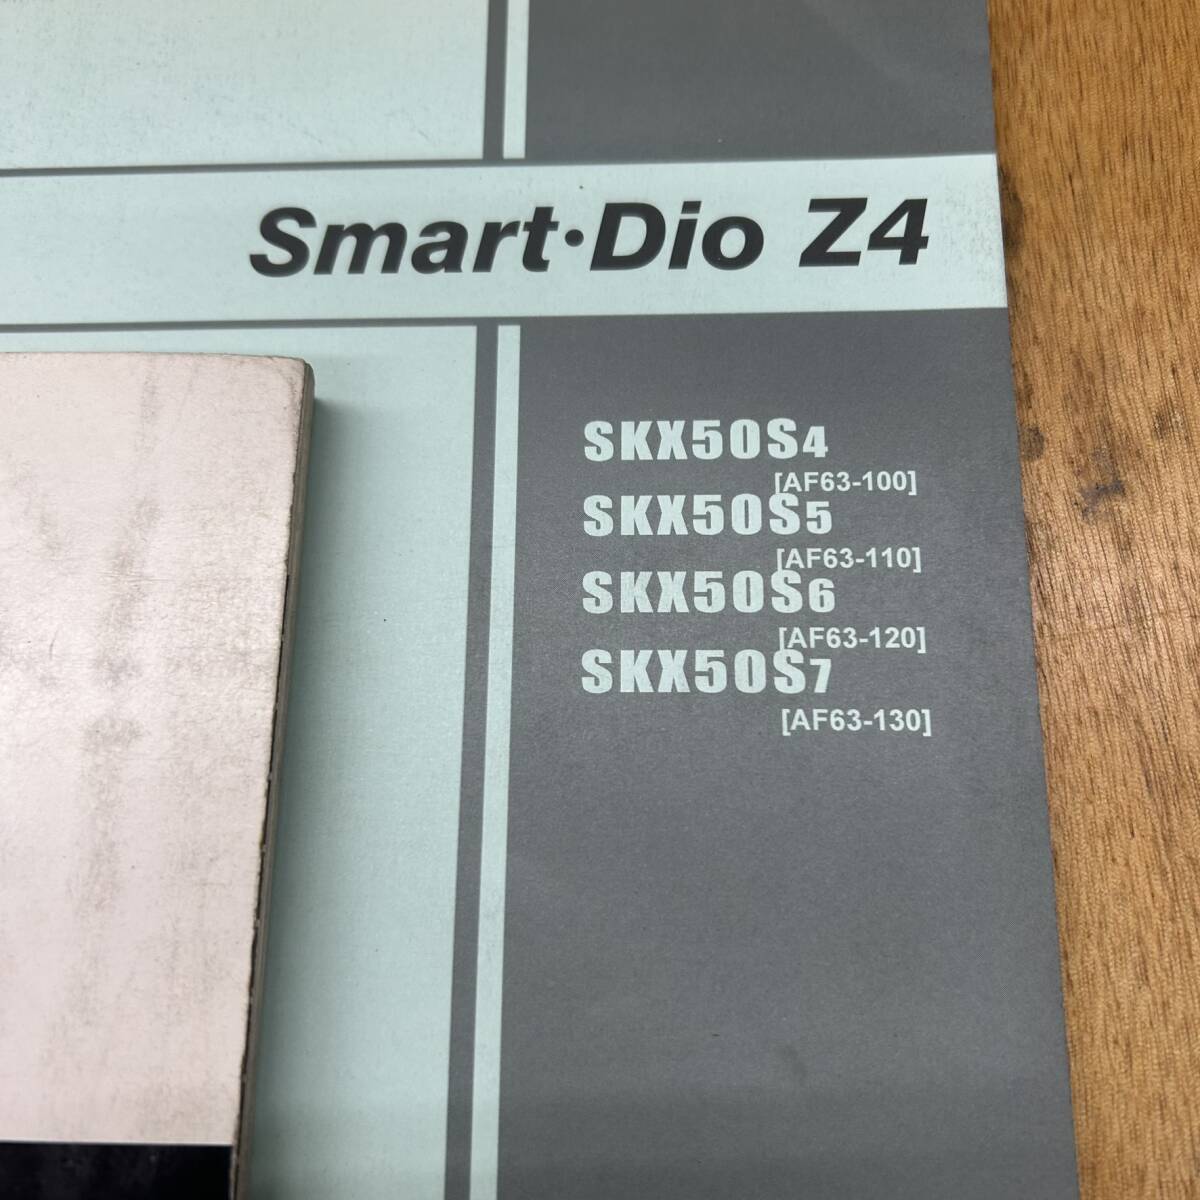 Smart·Dio Z4
SKX50S4
[AF63-100]
SKX50S5
[AF63-110]
SKX50S6
[AF63-120]
SKX50S7
[AF63-130]